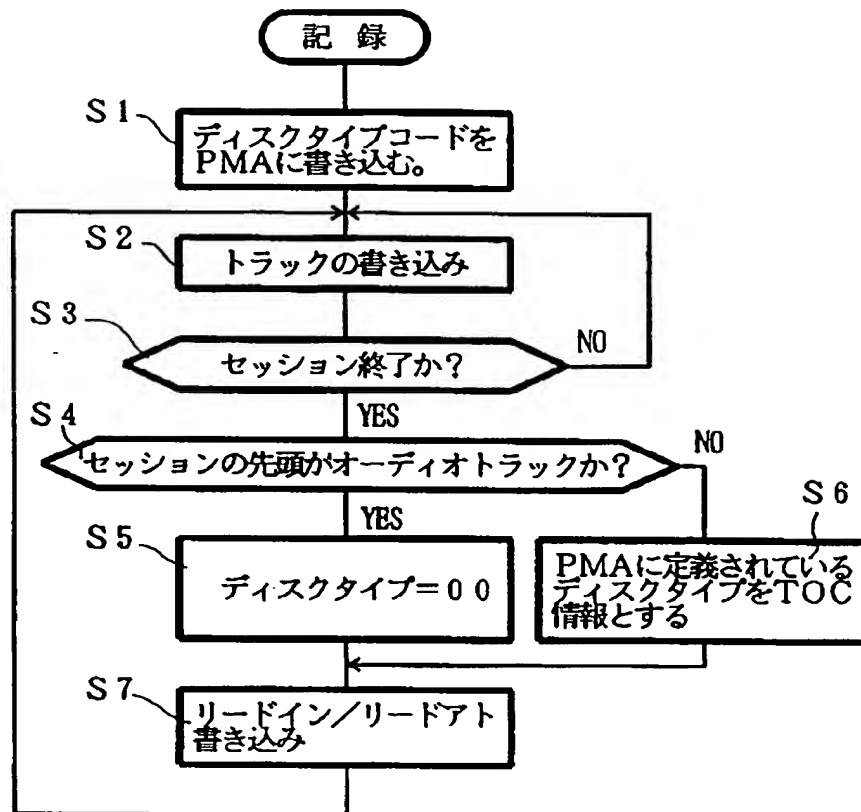 記 録
S1
ディスクタイプコードを
PMAに書き込む。
S2
トラックの書き込み
S3
セッション終了か?
NO
YES
S4
セッションの先頭がオーディオトラックか?
NO
YES
S5
ディスクタイプ=00
S6
PMAに定義されている
ディスクタイプをTOC
情報とする
S7
リードイン/リードアト
書き込み